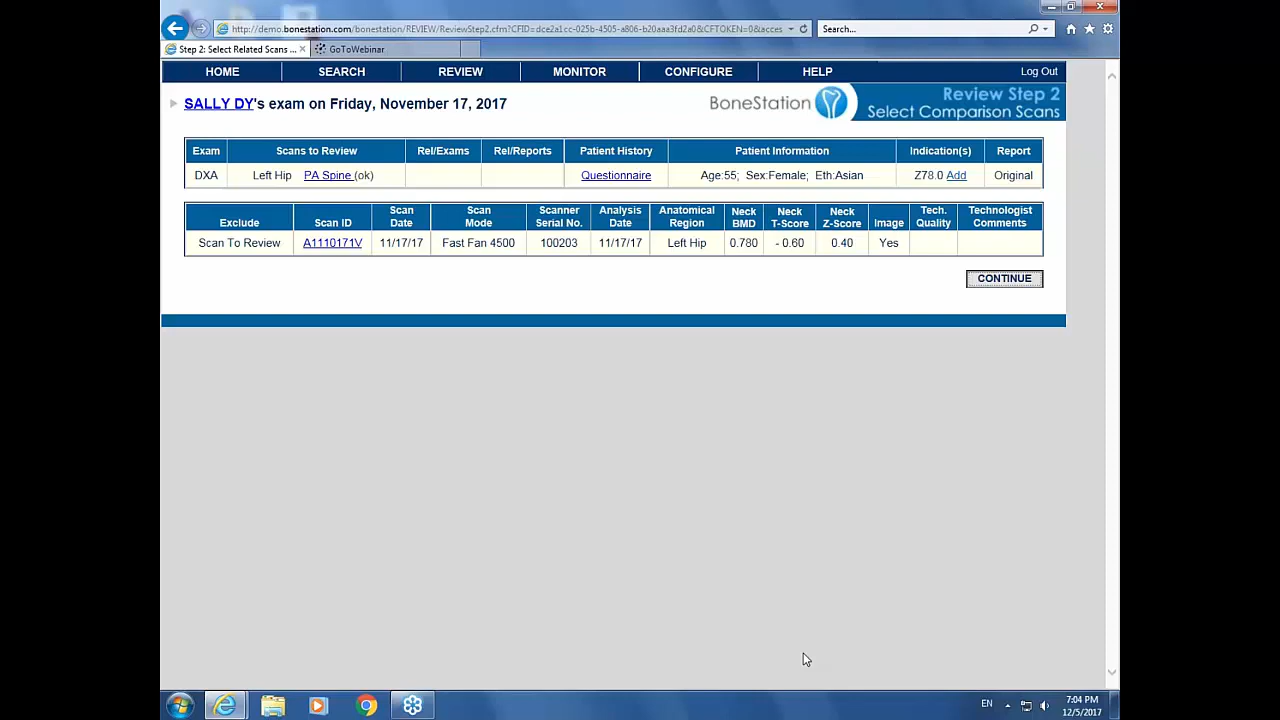 http://demo.bonestation.com/bonestation/REVIEW/ReviewStep2.cfm?CFID=dce2a1cc-025b-4505-a806-b20aaa3fd2a0&CFTOKEN=0&acces
Search...
Step 2: Select Related Scans ...
GoToWebinar
HOME SEARCH REVIEW MONITOR CONFIGURE HELP Log Out
SALLY DY's exam on Friday, November 17, 2017
BoneStation
Review Step 2
Select Comparison Scans
Exam Scans to Review Rel/Exams Rel/Reports Patient History Patient Information Indication(s) Report
DXA Left Hip PA Spine (ok) Questionnaire Age:55; Sex:Female; Eth:Asian Z78.0 Add Original
Exclude Scan ID Scan Date Scan Mode Scanner Serial No. Analysis Date Anatomical Region Neck BMD Neck T-Score Neck Z-Score Image Tech. Quality Technologist Comments
Scan To Review A1110171V 11/17/17 Fast Fan 4500 100203 11/17/17 Left Hip 0.780 - 0.60 0.40 Yes
CONTINUE
EN
7:04 PM
12/5/2017